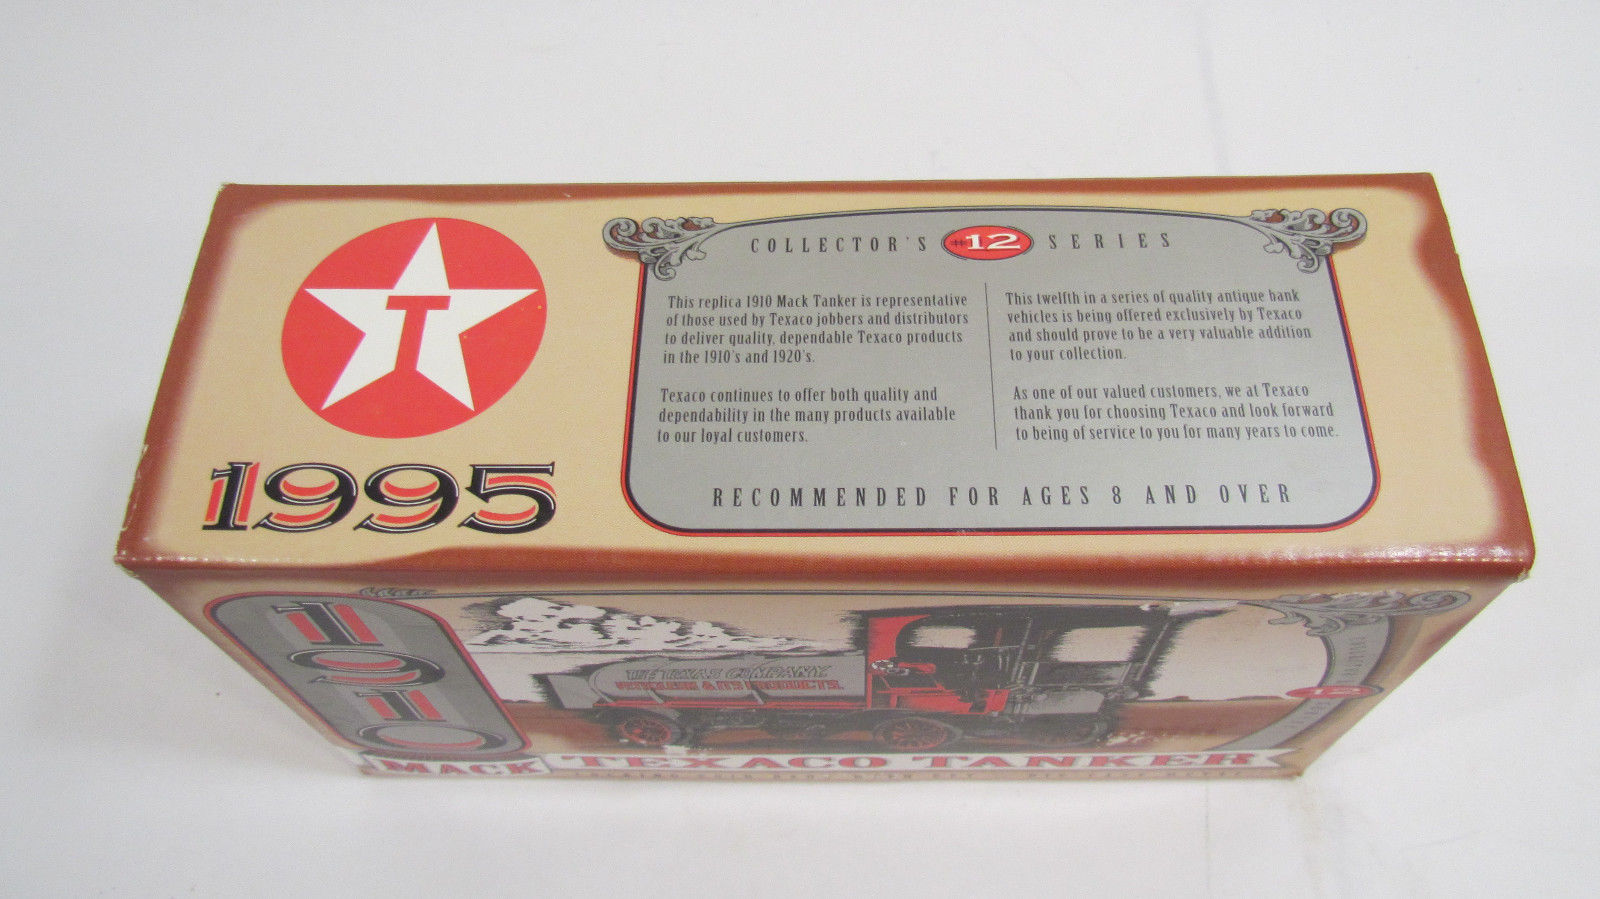 T
1995
COLLECTOR'S #12 SERIES
This replica 1910 Mack Tanker is representative
of those used by Texaco jobbers and distributors
to deliver quality, dependable Texaco products
in the 1910's and 1920's.
Texaco continues to offer both quality and
dependability in the many products available
to our loyal customers.
This twelfth in a series of quality antique bank
vehicles is being offered exclusively by Texaco
and should prove to be a very valuable addition
to your collection.
As one of our valued customers, we at Texaco
thank you for choosing Texaco and look forward
to being of service to you for many years to come.
RECOMMENDED FOR AGES 8 AND OVER
1910
THE TEXAS COMPANY
PETROLEUM & ITS PRODUCTS.
12
MACK TEXACO TANKER